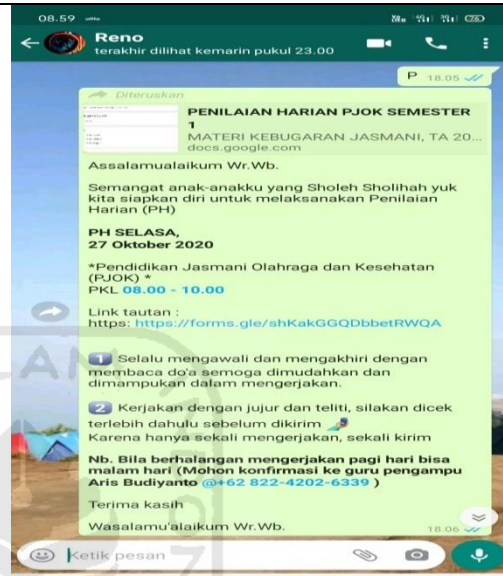 08.59
Reno
terakhir dilihat kemarin pukul 23.00
P 18.05
Diteruskan
PENILAIAN HARIAN PJOK SEMESTER
1
MATERI KEBUGARAN JASMANI, TA 20...
docs.google.com
Assalamualaikum Wr.Wb.
Semangat anak-anakku yang Sholeh Sholihah yuk
kita siapkan diri untuk melaksanakan Penilaian
Harian (PH)
PH SELASA,
27 Oktober 2020
*Pendidikan Jasmani Olahraga dan Kesehatan
(PJOK) *
PKL 08.00 - 10.00
Link tautan :
https: https://forms.gle/shKakGGQDbbetRWQA
1 Selalu mengawali dan mengakhiri dengan
membaca do'a semoga dimudahkan dan
dimampukan dalam mengerjakan.
2 Kerjakan dengan jujur dan teliti, silakan dicek
terlebih dahulu sebelum dikirim
Karena hanya sekali mengerjakan, sekali kirim
Nb. Bila berhalangan mengerjakan pagi hari bisa
malam hari (Mohon konfirmasi ke guru pengampu
Aris Budiyanto @+62 822-4202-6339 )
Terima kasih
Wasalamu'alaikum Wr.Wb.
18.06
Ketik pesan